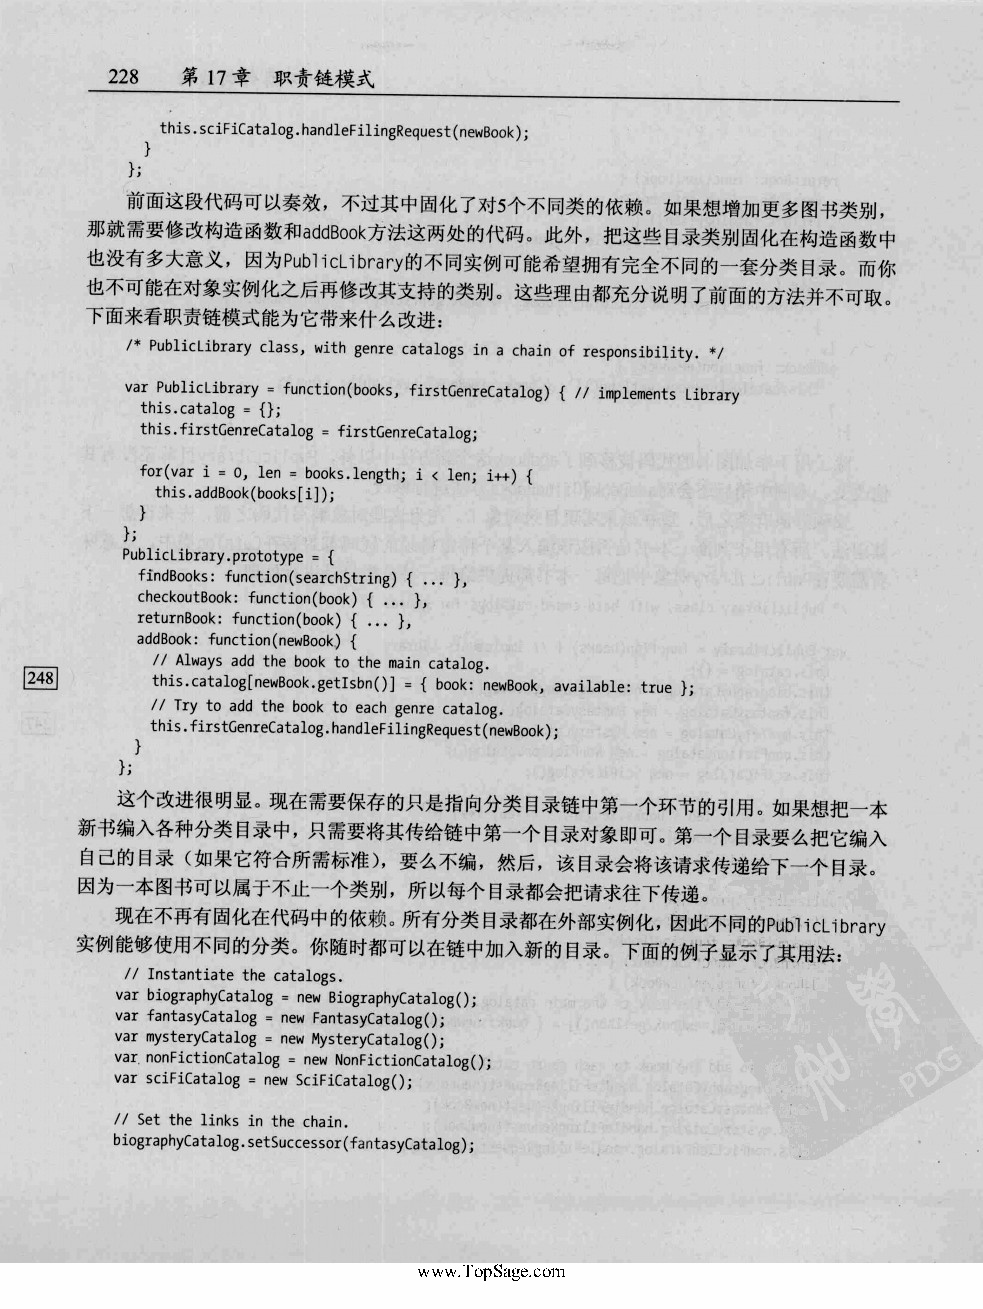 228 第17章 职责链模式
this.sciFiCatalog.handleFilingRequest(newBook);
}
};
前面这段代码可以奏效，不过其中固化了对5个不同类的依赖。如果想增加更多图书类别，
那就需要修改构造函数和addBook方法这两处的代码。此外，把这些目录类别固化在构造函数中
也没有多大意义，因为PublicLibrary的不同实例可能希望拥有完全不同的一套分类目录。而你
也不可能在对象实例化之后再修改其支持的类别。这些理由都充分说明了前面的方法并不可取。
下面来看职责链模式能为它带来什么改进：
/* PublicLibrary class, with genre catalogs in a chain of responsibility. */
var PublicLibrary = function(books, firstGenreCatalog) { // implements Library
this.catalog = {};
this.firstGenreCatalog = firstGenreCatalog;
for(var i = 0, len = books.length; i < len; i++) {
this.addBook(books[i]);
}
};
PublicLibrary.prototype = {
findBooks: function(searchString) { ... },
checkoutBook: function(book) { ... },
returnBook: function(book) { ... },
addBook: function(newBook) {
// Always add the book to the main catalog.
248
this.catalog[newBook.getIsbn()] = { book: newBook, available: true };
// Try to add the book to each genre catalog.
this.firstGenreCatalog.handleFilingRequest(newBook);
}
};
这个改进很明显。现在需要保存的只是指向分类目录链中第一个环节的引用。如果想把一本
新书编入各种分类目录中，只需要将其传给链中第一个目录对象即可。第一个目录要么把它编入
自己的目录（如果它符合所需标准），要么不编，然后，该目录会将该请求传递给下一个目录。
因为一本图书可以属于不止一个类别，所以每个目录都会把请求往下传递。
现在不再有固化在代码中的依赖。所有分类目录都在外部实例化，因此不同的PublicLibrary
实例能够使用不同的分类。你随时都可以在链中加入新的目录。下面的例子显示了其用法：
// Instantiate the catalogs.
var biographyCatalog = new BiographyCatalog();
var fantasyCatalog = new FantasyCatalog();
var mysteryCatalog = new MysteryCatalog();
var nonFictionCatalog = new NonFictionCatalog();
var sciFiCatalog = new SciFiCatalog();
// Set the links in the chain.
biographyCatalog.setSuccessor(fantasyCatalog);
PDG
www.TopSage.com